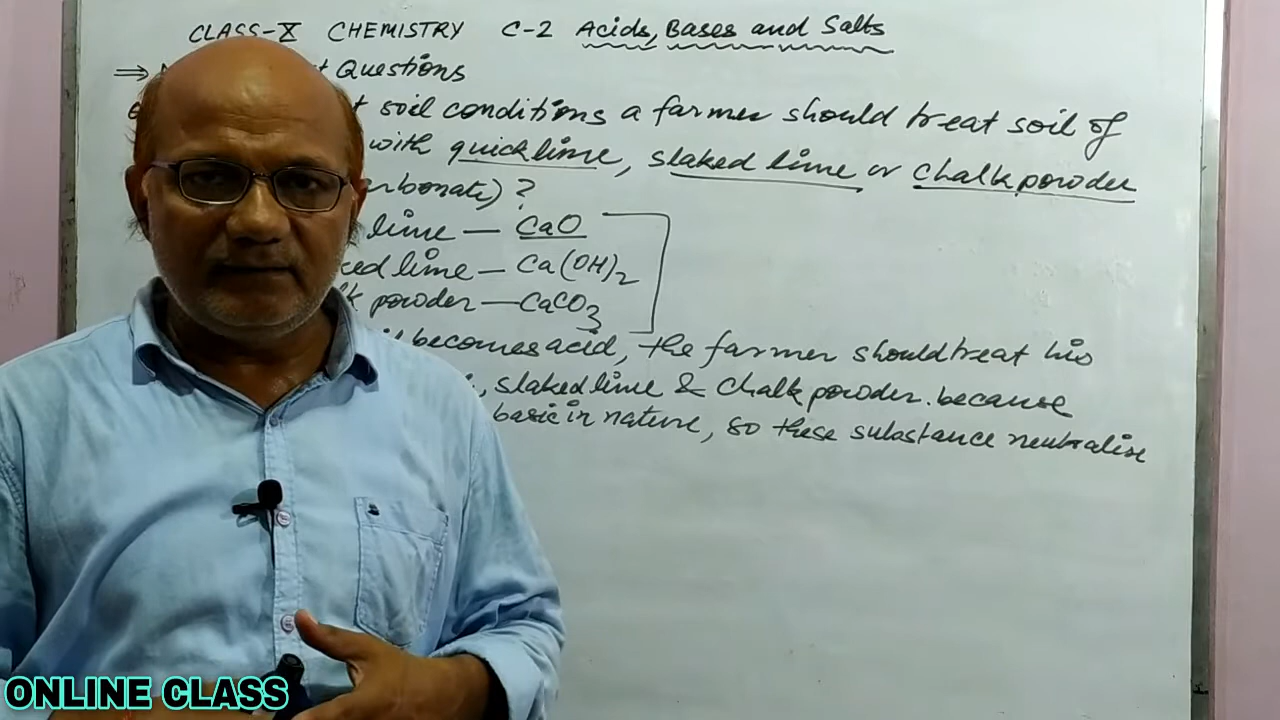 CLASS-X CHEMISTRY C-2 Acids, Bases and Salts
⇒ Questions
soil conditions a farmer should treat soil of
with quicklime, slaked lime or chalk powder
?
lime — CaO
lime — Ca(OH)2
powder — CaCO3
becomes acid, the farmer should treat his
, slaked lime & chalk powder. because
basic in nature, so these substance neutralise
ONLINE CLASS